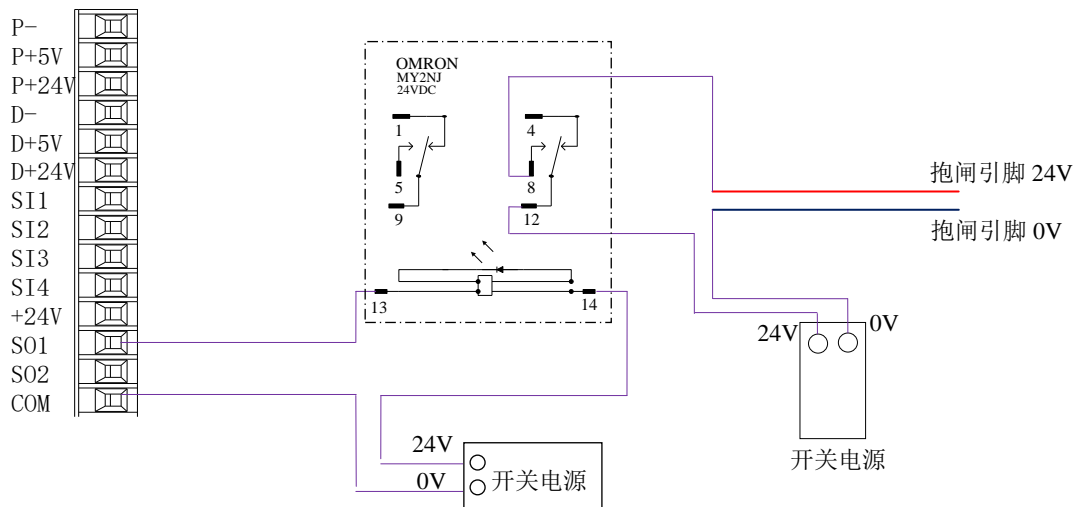 P-
P+5V
P+24V
D-
D+5V
D+24V
SI1
SI2
SI3
SI4
+24V
SO1
SO2
COM
OMRON
MY2NJ
24VDC
1
4
5
8
9
12
13
14
抱闸引脚 24V
抱闸引脚 0V
24V
0V
开关电源
24V
0V
开关电源